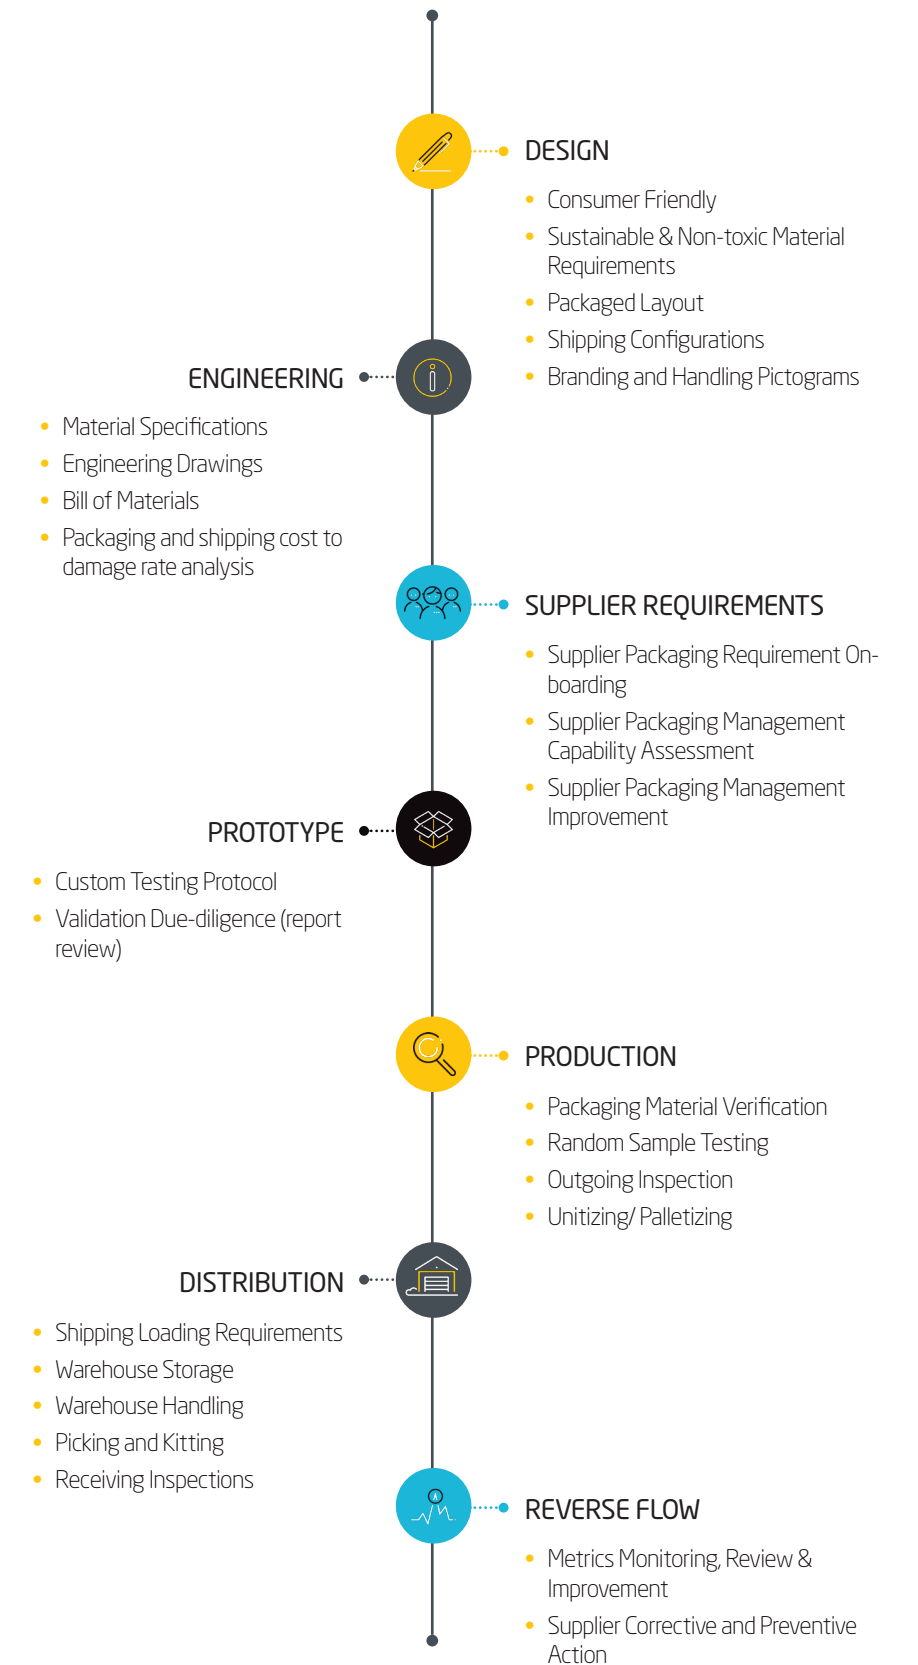 DESIGN
Consumer Friendly
Sustainable & Non-toxic Material
Requirements
Packaged Layout
Shipping Configurations
Branding and Handling Pictograms
ENGINEERING
Material Specifications
Engineering Drawings
Bill of Materials
Packaging and shipping cost to
damage rate analysis
SUPPLIER REQUIREMENTS
Supplier Packaging Requirement On-
boarding
Supplier Packaging Management
Capability Assessment
Supplier Packaging Management
Improvement
PROTOTYPE
Custom Testing Protocol
Validation Due-diligence (report
review)
PRODUCTION
Packaging Material Verification
Random Sample Testing
Outgoing Inspection
Unitizing/ Palletizing
DISTRIBUTION
Shipping Loading Requirements
Warehouse Storage
Warehouse Handling
Picking and Kitting
Receiving Inspections
REVERSE FLOW
Metrics Monitoring, Review &
Improvement
Supplier Corrective and Preventive
Action